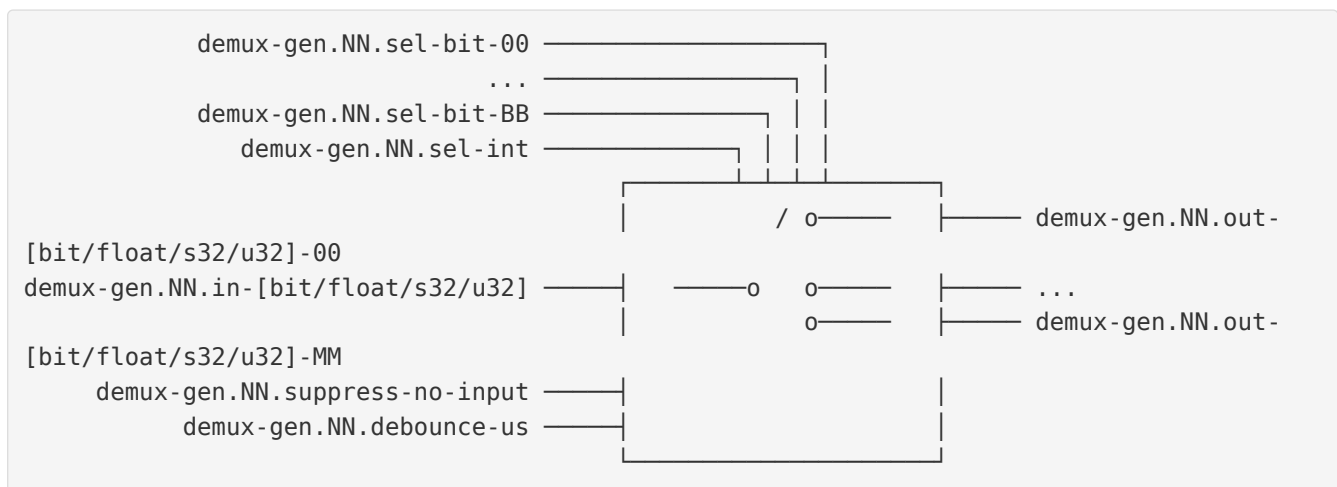 demux-gen.NN.sel-bit-00
...
demux-gen.NN.sel-bit-BB
demux-gen.NN.sel-int
/ o
demux-gen.NN.out-
[bit/float/s32/u32]-00
demux-gen.NN.in-[bit/float/s32/u32] o o ...
o demux-gen.NN.out-
[bit/float/s32/u32]-MM
demux-gen.NN.suppress-no-input
demux-gen.NN.debounce-us